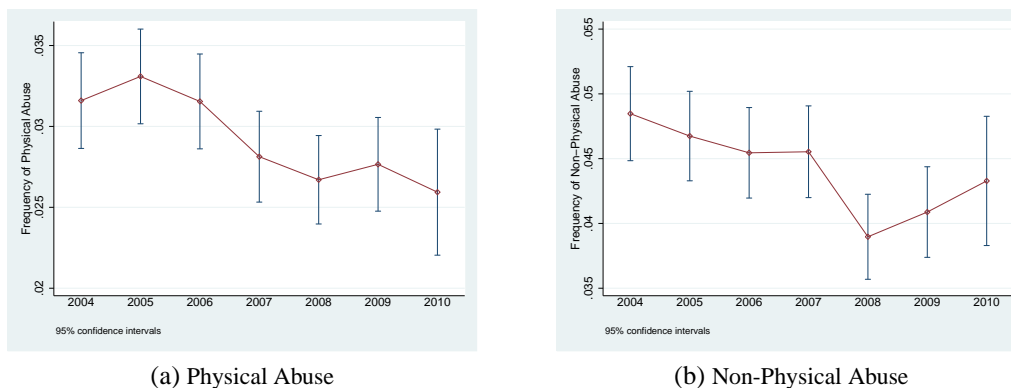 Frequency of Physical Abuse
.035
.03
.025
.02
2004 2005 2006 2007 2008 2009 2010
95% confidence intervals
(a) Physical Abuse
Frequency of Non−Physical Abuse
.055
.05
.045
.04
.035
2004 2005 2006 2007 2008 2009 2010
95% confidence intervals
(b) Non-Physical Abuse